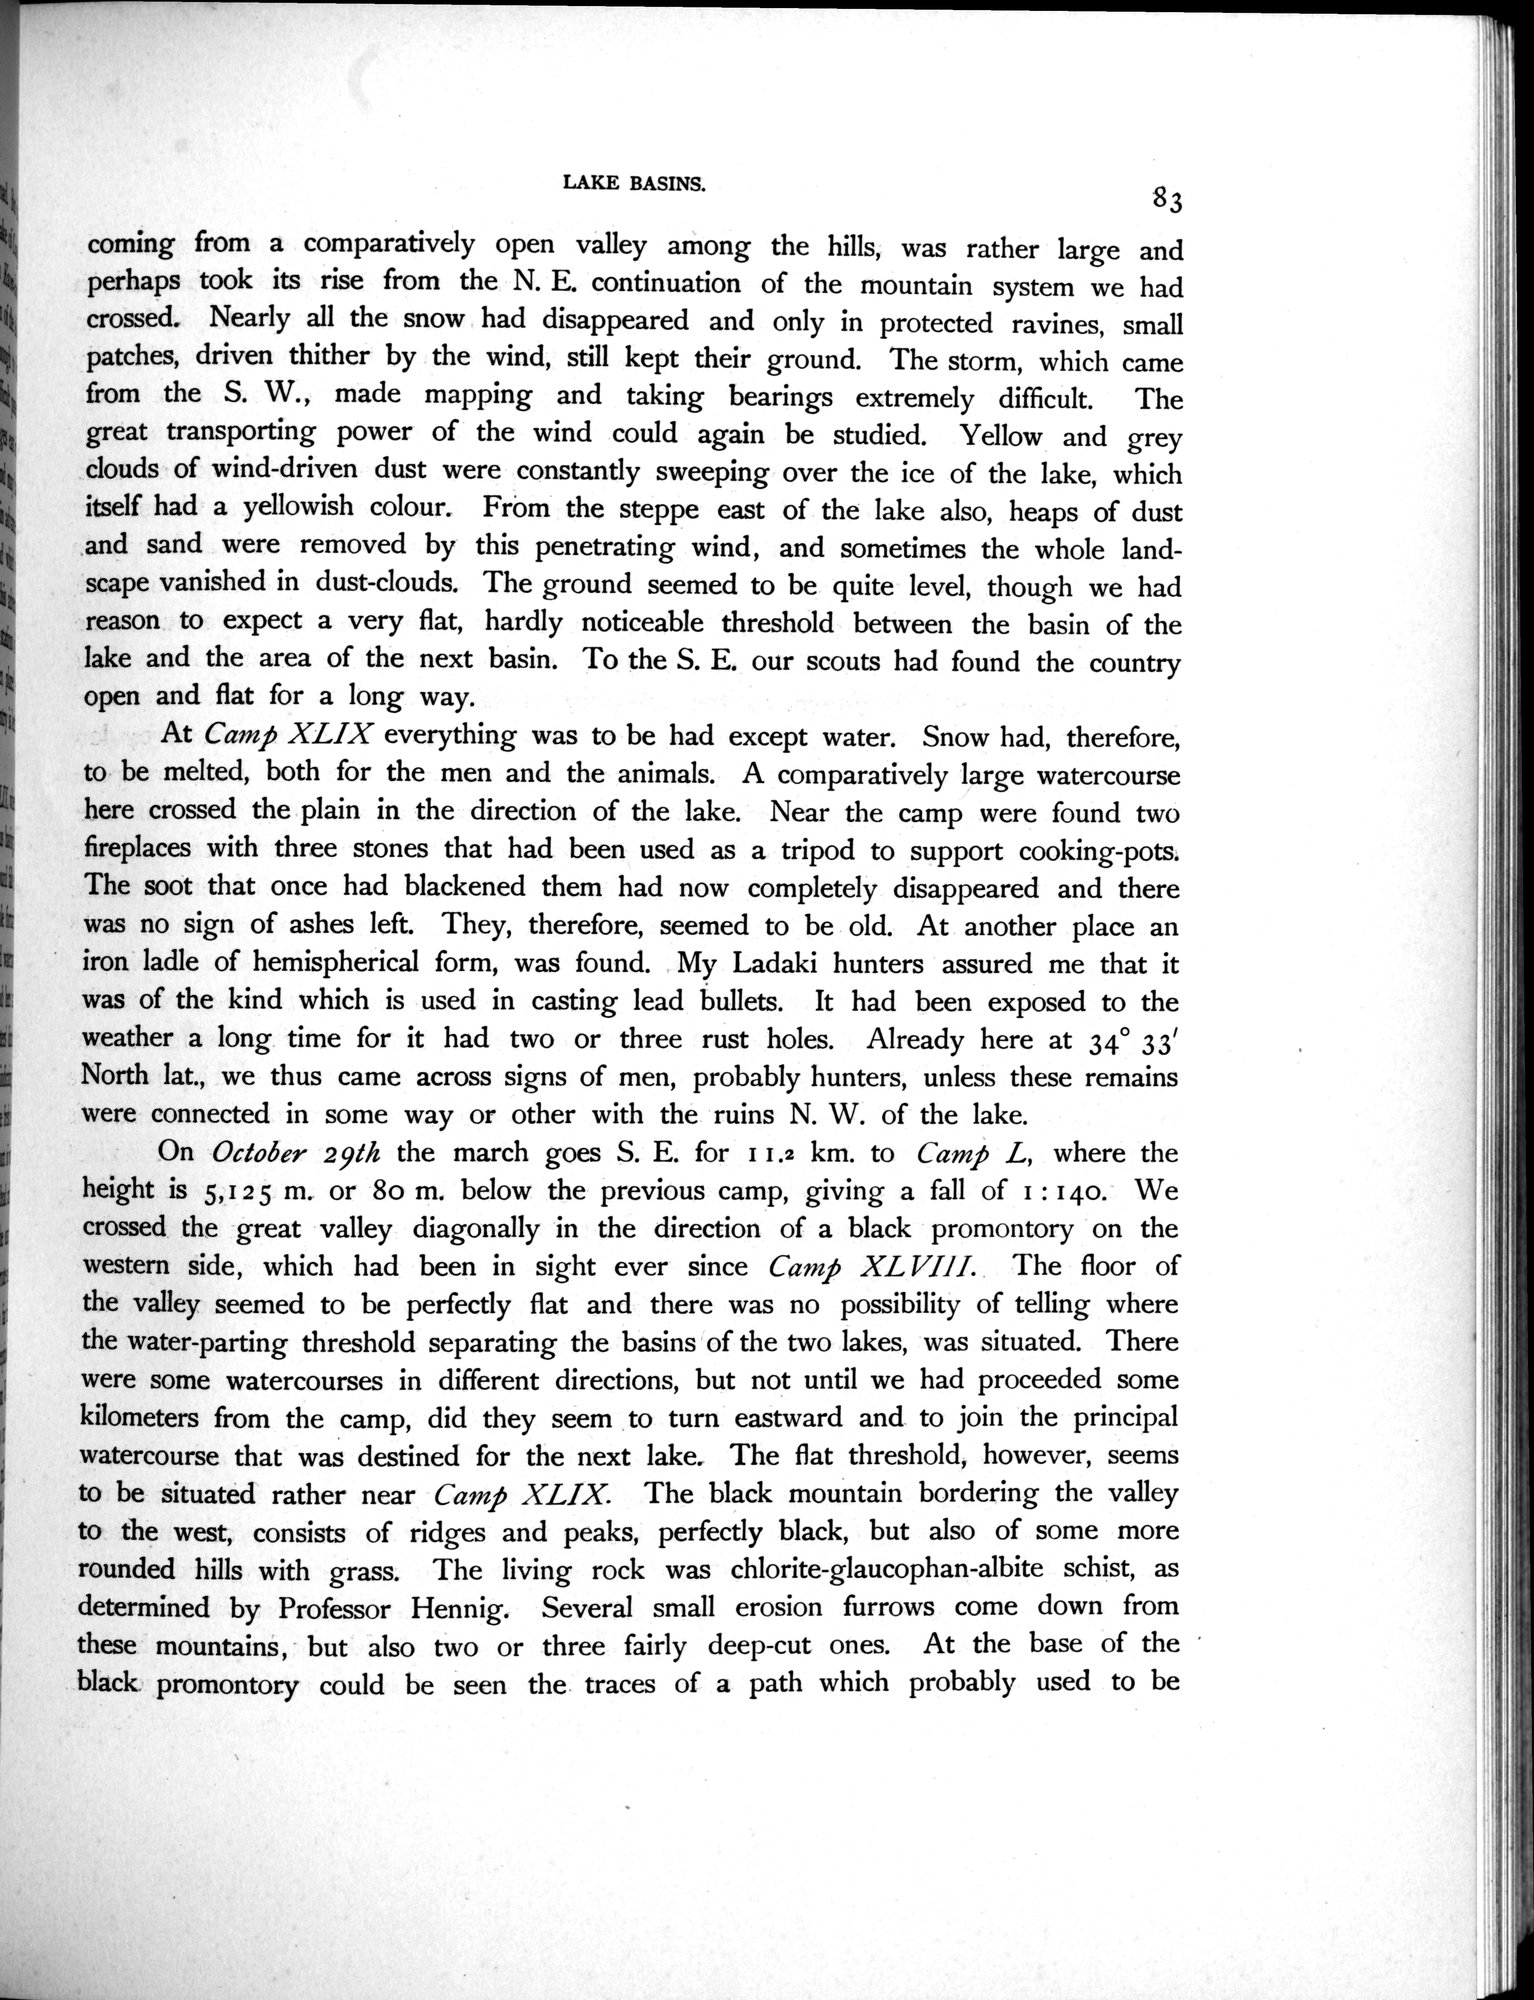 LAKE BASINS.
83
coming from a comparatively open valley among the hills, was rather large and
perhaps took its rise from the N. E. continuation of the mountain system we had
crossed. Nearly all the snow had disappeared and only in protected ravines, small
patches, driven thither by the wind, still kept their ground. The storm, which came
from the S. W., made mapping and taking bearings extremely difficult. The
great transporting power of the wind could again be studied. Yellow and grey
clouds of wind-driven dust were constantly sweeping over the ice of the lake, which
itself had a yellowish colour. From the steppe east of the lake also, heaps of dust
and sand were removed by this penetrating wind, and sometimes the whole land-
scape vanished in dust-clouds. The ground seemed to be quite level, though we had
reason to expect a very flat, hardly noticeable threshold between the basin of the
lake and the area of the next basin. To the S. E. our scouts had found the country
open and flat for a long way.
At Camp XLIX everything was to be had except water. Snow had, therefore,
to be melted, both for the men and the animals. A comparatively large watercourse
here crossed the plain in the direction of the lake. Near the camp were found two
fireplaces with three stones that had been used as a tripod to support cooking-pots.
The soot that once had blackened them had now completely disappeared and there
was no sign of ashes left. They, therefore, seemed to be old. At another place an
iron ladle of hemispherical form, was found. My Ladaki hunters assured me that it
was of the kind which is used in casting lead bullets. It had been exposed to the
weather a long time for it had two or three rust holes. Already here at 34° 33′
North lat., we thus came across signs of men, probably hunters, unless these remains
were connected in some way or other with the ruins N. W. of the lake.
On October 29th the march goes S. E. for 11.2 km. to Camp L, where the
height is 5,125 m. or 80 m. below the previous camp, giving a fall of 1 : 140. We
crossed the great valley diagonally in the direction of a black promontory on the
western side, which had been in sight ever since Camp XLVIII. The floor of
the valley seemed to be perfectly flat and there was no possibility of telling where
the water-parting threshold separating the basins of the two lakes, was situated. There
were some watercourses in different directions, but not until we had proceeded some
kilometers from the camp, did they seem to turn eastward and to join the principal
watercourse that was destined for the next lake. The flat threshold, however, seems
to be situated rather near Camp XLIX. The black mountain bordering the valley
to the west, consists of ridges and peaks, perfectly black, but also of some more
rounded hills with grass. The living rock was chlorite-glaucophan-albite schist, as
determined by Professor Hennig. Several small erosion furrows come down from
these mountains, but also two or three fairly deep-cut ones. At the base of the
black promontory could be seen the traces of a path which probably used to be